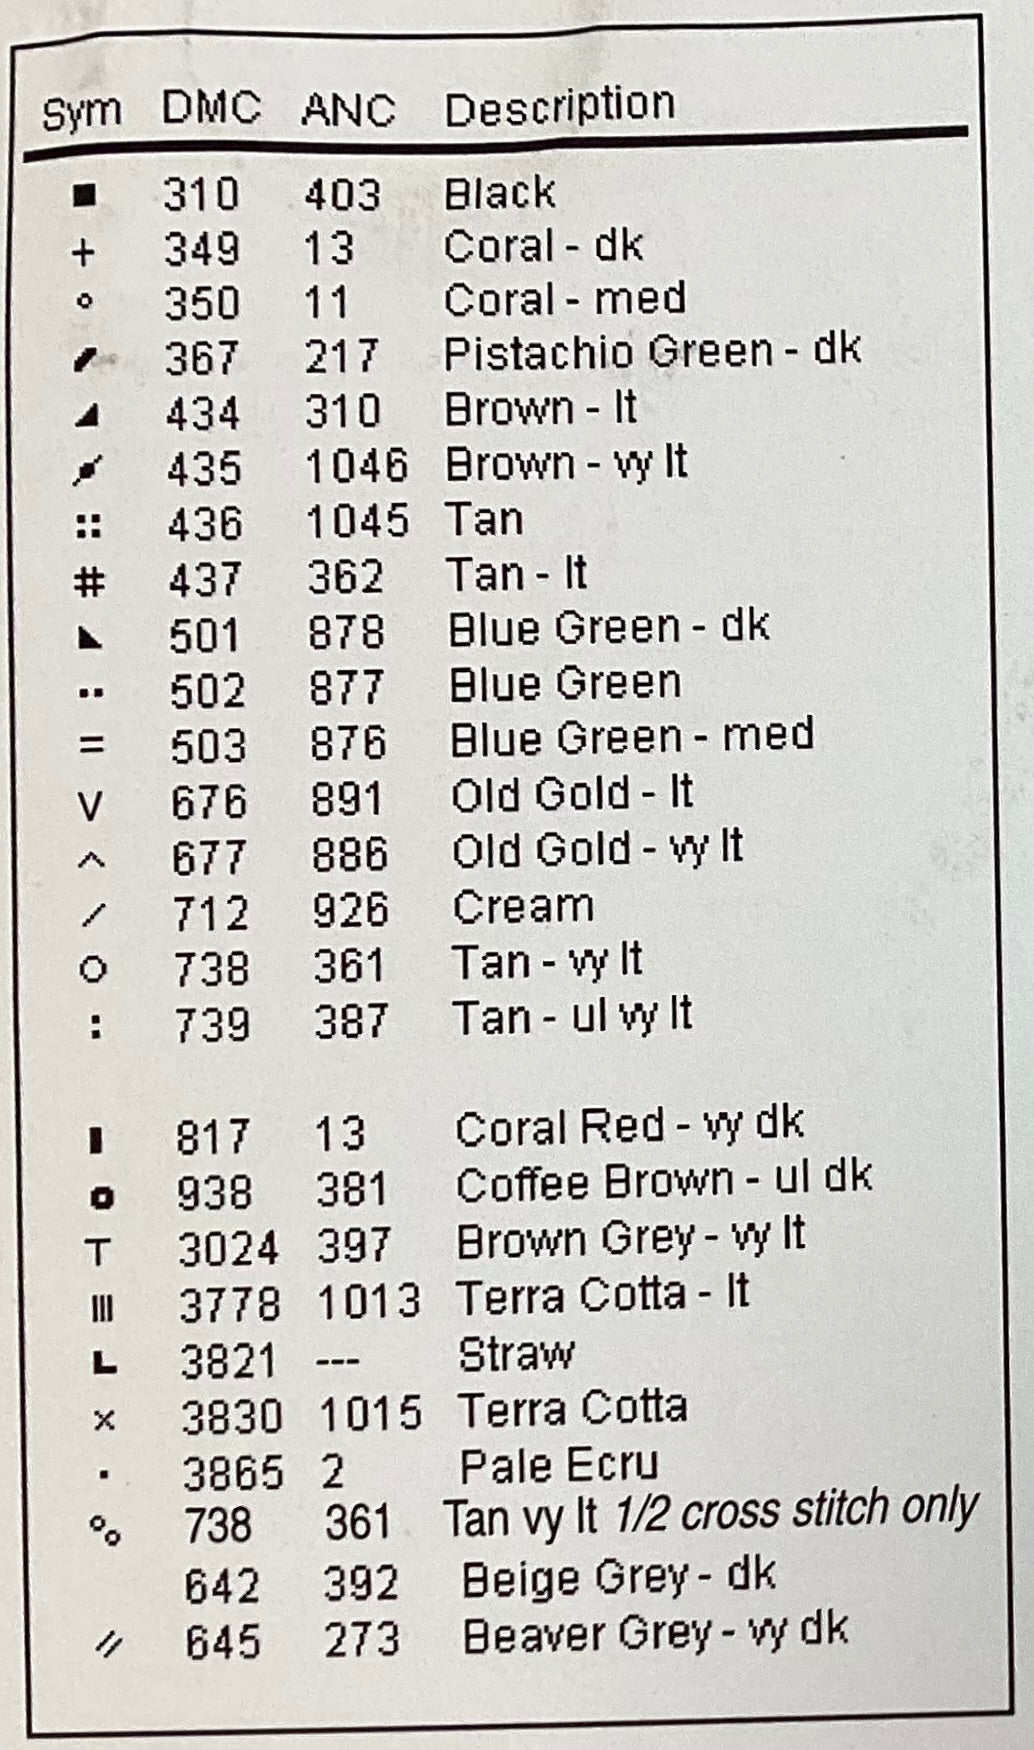 Sym DMC ANC Description
■ 310 403 Black
+ 349 13 Coral - dk
° 350 11 Coral - med
367 217 Pistachio Green - dk
◢ 434 310 Brown - lt
435 1046 Brown - vy lt
:: 436 1045 Tan
# 437 362 Tan - lt
◣ 501 878 Blue Green - dk
·· 502 877 Blue Green
= 503 876 Blue Green - med
V 676 891 Old Gold - lt
^ 677 886 Old Gold - vy lt
/ 712 926 Cream
O 738 361 Tan - vy lt
: 739 387 Tan - ul vy lt
▮ 817 13 Coral Red - vy dk
938 381 Coffee Brown - ul dk
T 3024 397 Brown Grey - vy lt
III 3778 1013 Terra Cotta - lt
L 3821 --- Straw
x 3830 1015 Terra Cotta
· 3865 2 Pale Ecru
°o 738 361 Tan vy lt 1/2 cross stitch only
642 392 Beige Grey - dk
// 645 273 Beaver Grey - vy dk